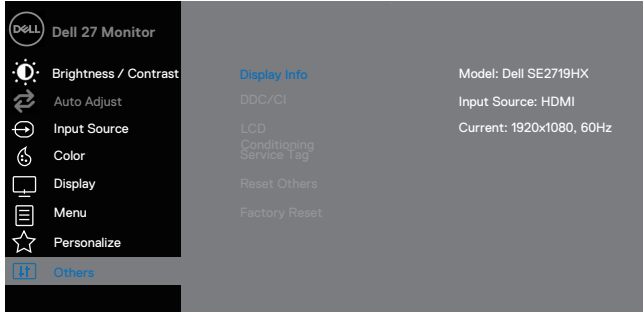 DELL
Dell 27 Monitor
Brightness / Contrast
Auto Adjust
Input Source
Color
Display
Menu
Personalize
Others
Display Info
DDC/CI
LCD
Conditioning
Service Tag
Reset Others
Factory Reset
Model: Dell SE2719HX
Input Source: HDMI
Current: 1920x1080, 60Hz